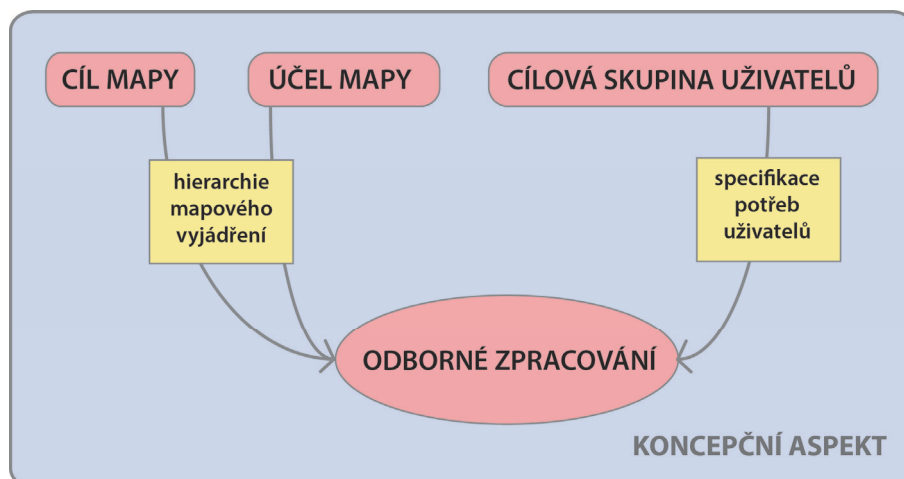 CÍL MAPY
ÚČEL MAPY
CÍLOVÁ SKUPINA UŽIVATELŮ
hierarchie
mapového
vyjádření
specifikace
potřeb
uživatelů
ODBORNÉ ZPRACOVÁNÍ
KONCEPČNÍ ASPEKT